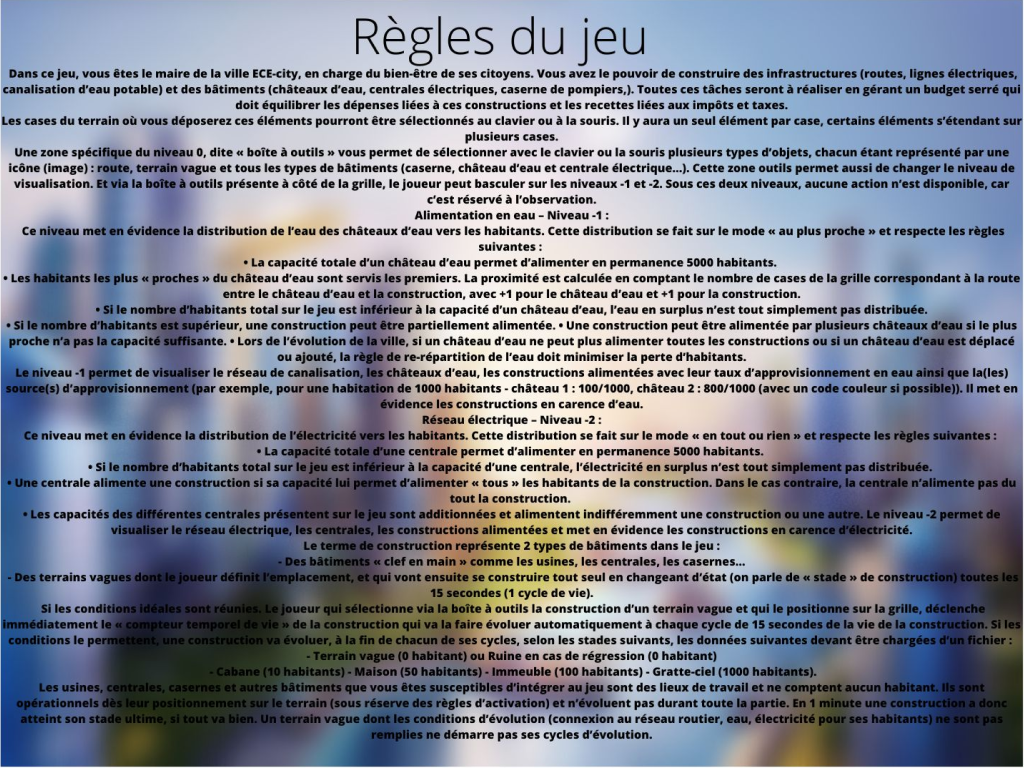 Règles du jeu
Dans ce jeu, vous êtes le maire de la ville ECE-city, en charge du bien-être de ses citoyens. Vous avez le pouvoir de construire des infrastructures (routes, lignes électriques,
canalisation d’eau potable) et des bâtiments (châteaux d’eau, centrales électriques, caserne de pompiers,). Toutes ces tâches seront à réaliser en gérant un budget serré qui
doit équilibrer les dépenses liées à ces constructions et les recettes liées aux impôts et taxes.
Les cases du terrain où vous déposerez ces éléments pourront être sélectionnés au clavier ou à la souris. Il y aura un seul élément par case, certains éléments s’étendant sur
plusieurs cases.
Une zone spécifique du niveau 0, dite « boîte à outils » vous permet de sélectionner avec le clavier ou la souris plusieurs types d’objets, chacun étant représenté par une
icône (image) : route, terrain vague et tous les types de bâtiments (caserne, château d’eau et centrale électrique...). Cette zone outils permet aussi de changer le niveau de
visualisation. Et via la boîte à outils présente à côté de la grille, le joueur peut basculer sur les niveaux -1 et -2. Sous ces deux niveaux, aucune action n’est disponible, car
c’est réservé à l’observation.
Alimentation en eau – Niveau -1 :
Ce niveau met en évidence la distribution de l’eau des châteaux d’eau vers les habitants. Cette distribution se fait sur le mode « au plus proche » et respecte les règles
suivantes :
• La capacité totale d’un château d’eau permet d’alimenter en permanence 5000 habitants.
• Les habitants les plus « proches » du château d’eau sont servis les premiers. La proximité est calculée en comptant le nombre de cases de la grille correspondant à la route
entre le château d’eau et la construction, avec +1 pour le château d’eau et +1 pour la construction.
• Si le nombre d’habitants total sur le jeu est inférieur à la capacité d’un château d’eau, l’eau en surplus n’est tout simplement pas distribuée.
• Si le nombre d’habitants est supérieur, une construction peut être partiellement alimentée. • Une construction peut être alimentée par plusieurs châteaux d’eau si le plus
proche n’a pas la capacité suffisante. • Lors de l’évolution de la ville, si un château d’eau ne peut plus alimenter toutes les constructions ou si un château d’eau est déplacé
ou ajouté, la règle de re-répartition de l’eau doit minimiser la perte d’habitants.
Le niveau -1 permet de visualiser le réseau de canalisation, les châteaux d’eau, les constructions alimentées avec leur taux d’approvisionnement en eau ainsi que la(les)
source(s) d’approvisionnement (par exemple, pour une habitation de 1000 habitants - château 1 : 100/1000, château 2 : 800/1000 (avec un code couleur si possible)). Il met en
évidence les constructions en carence d’eau.
Réseau électrique – Niveau -2 :
Ce niveau met en évidence la distribution de l’électricité vers les habitants. Cette distribution se fait sur le mode « en tout ou rien » et respecte les règles suivantes :
• La capacité totale d’une centrale permet d’alimenter en permanence 5000 habitants.
• Si le nombre d’habitants total sur le jeu est inférieur à la capacité d’une centrale, l’électricité en surplus n’est tout simplement pas distribuée.
• Une centrale alimente une construction si sa capacité lui permet d’alimenter « tous » les habitants de la construction. Dans le cas contraire, la centrale n’alimente pas du
tout la construction.
• Les capacités des différentes centrales présentent sur le jeu sont additionnées et alimentent indifféremment une construction ou une autre. Le niveau -2 permet de
visualiser le réseau électrique, les centrales, les constructions alimentées et met en évidence les constructions en carence d’électricité.
Le terme de construction représente 2 types de bâtiments dans le jeu :
- Des bâtiments « clef en main » comme les usines, les centrales, les casernes...
- Des terrains vagues dont le joueur définit l’emplacement, et qui vont ensuite se construire tout seul en changeant d’état (on parle de « stade » de construction) toutes les
15 secondes (1 cycle de vie).
Si les conditions idéales sont réunies. Le joueur qui sélectionne via la boîte à outils la construction d’un terrain vague et qui le positionne sur la grille, déclenche
immédiatement le « compteur temporel de vie » de la construction qui va la faire évoluer automatiquement à chaque cycle de 15 secondes de la vie de la construction. Si les
conditions le permettent, une construction va évoluer, à la fin de chacun de ses cycles, selon les stades suivants, les données suivantes devant être chargées d’un fichier :
- Terrain vague (0 habitant) ou Ruine en cas de régression (0 habitant)
- Cabane (10 habitants) - Maison (50 habitants) - Immeuble (100 habitants) - Gratte-ciel (1000 habitants).
Les usines, centrales, casernes et autres bâtiments que vous êtes susceptibles d’intégrer au jeu sont des lieux de travail et ne comptent aucun habitant. Ils sont
opérationnels dès leur positionnement sur le terrain (sous réserve des règles d’activation) et n’évoluent pas durant toute la partie. En 1 minute une construction a donc
atteint son stade ultime, si tout va bien. Un terrain vague dont les conditions d’évolution (connexion au réseau routier, eau, électricité pour ses habitants) ne sont pas
remplies ne démarre pas ses cycles d’évolution.